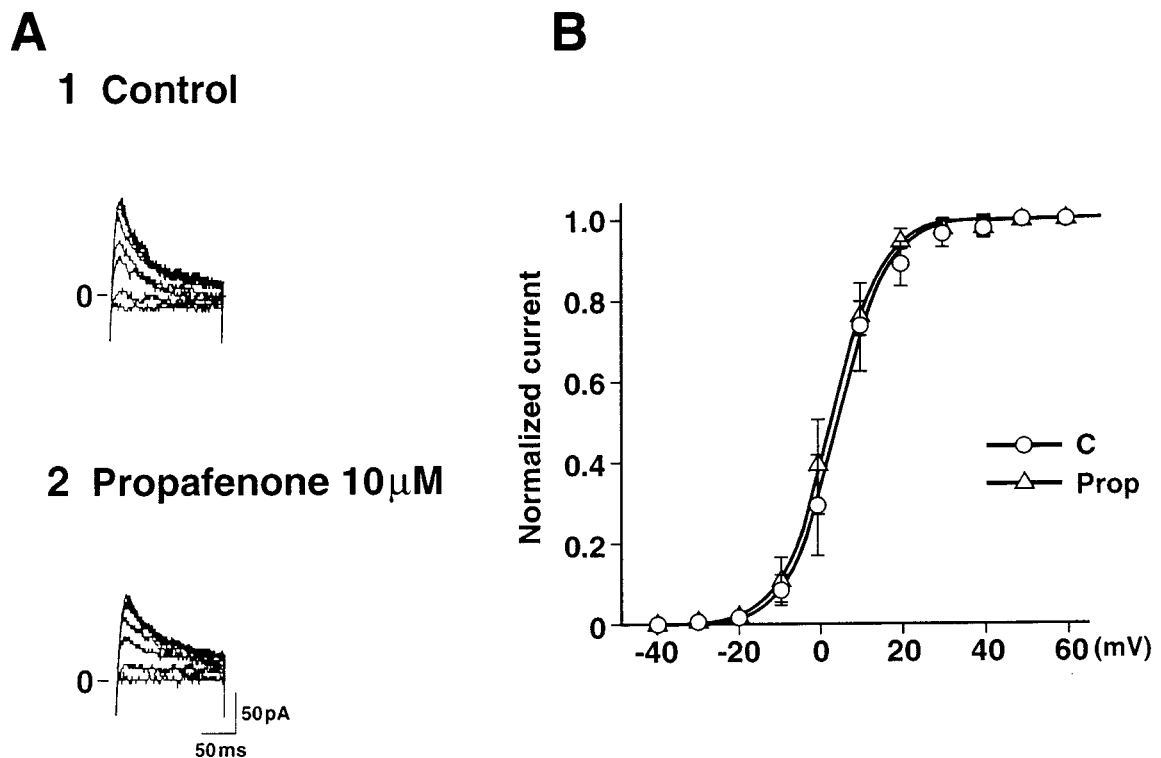 A
1 Control
0
2 Propafenone 10µM
0
50pA
50ms
B
Normalized current
1.0
0.8
0.6
0.4
0.2
0
-40 -20 0 20 40 60 (mV)
C
Prop